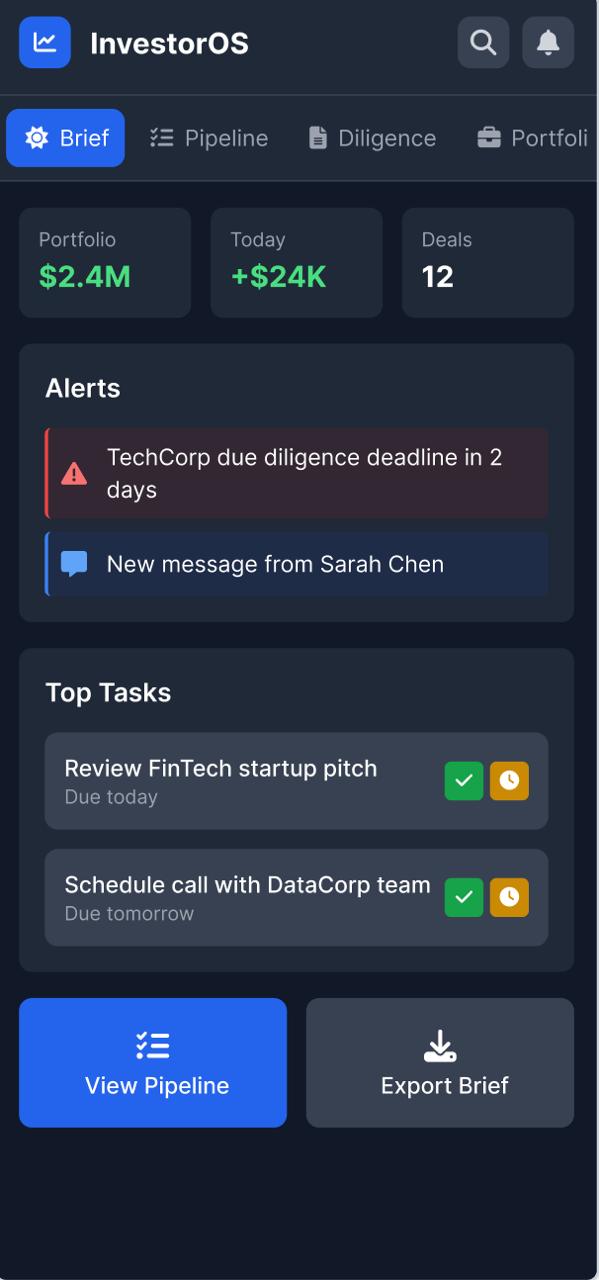 InvestorOS
Brief Pipeline Diligence Portfoli
Portfolio Today Deals
$2.4M +$24K 12
Alerts
TechCorp due diligence deadline in 2
days
New message from Sarah Chen
Top Tasks
Review FinTech startup pitch
Due today
Schedule call with DataCorp team
Due tomorrow
View Pipeline Export Brief